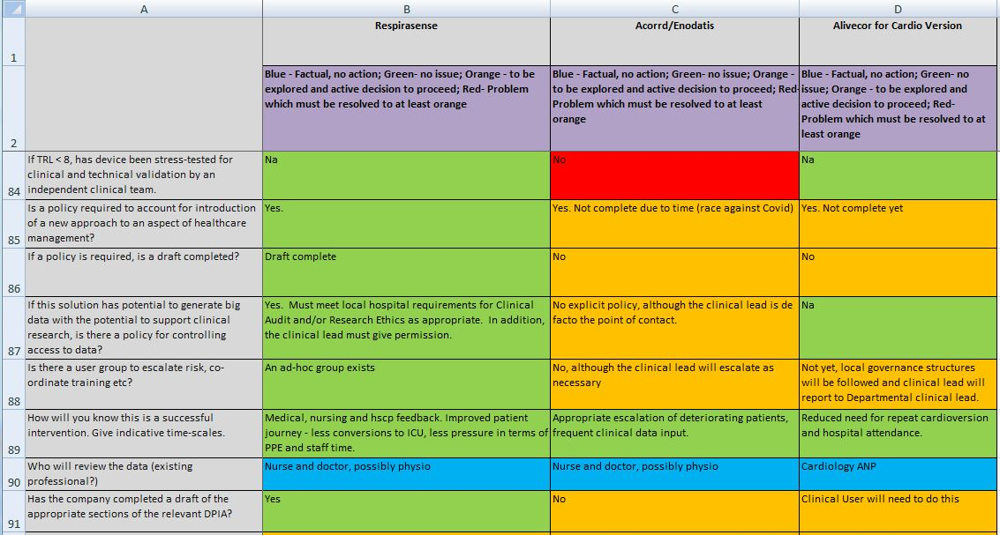 A B C D
1 Respirasense Acorrd/Enodatis Alivecor for Cardio Version
2
Blue - Factual, no action; Green- no issue; Orange - to be
explored and active decision to proceed; Red- Problem
which must be resolved to at least orange
Blue - Factual, no action; Green- no issue; Orange -
to be explored and active decision to proceed; Red-
Problem which must be resolved to at least
orange
Blue - Factual, no action; Green- no
issue; Orange - to be explored and
active decision to proceed; Red-
Problem which must be resolved to at
least orange
84
If TRL < 8, has device been stress-tested for
clinical and technical validation by an
independent clinical team.
Na
No
Na
85
Is a policy required to account for introduction
of a new approach to an aspect of healthcare
management?
Yes.
Yes. Not complete due to time (race against Covid)
Yes. Not complete yet
86
If a policy is required, is a draft completed?
Draft complete
No
No
87
If this solution has potential to generate big
data with the potential to support clinical
research, is there a policy for controlling
access to data?
Yes. Must meet local hospital requirements for Clinical
Audit and/or Research Ethics as appropriate. In addition,
the clinical lead must give permission.
No explicit policy, although the clinical lead is de
facto the point of contact.
Na
88
Is there a user group to escalate risk, co-
ordinate training etc?
An ad-hoc group exists
No, although the clinical lead will escalate as
necessary
Not yet, local governance structures
will be followed and clinical lead will
report to Departmental clinical lead.
89
How will you know this is a successful
intervention. Give indicative time-scales.
Medical, nursing and hscp feedback. Improved patient
journey - less conversions to ICU, less pressure in terms of
PPE and staff time.
Appropriate escalation of deteriorating patients,
frequent clinical data input.
Reduced need for repeat cardioversion
and hospital attendance.
90
Who will review the data (existing
professional?)
Nurse and doctor, possibly physio
Nurse and doctor, possibly physio
Cardiology ANP
91
Has the company completed a draft of the
appropriate sections of the relevant DPIA?
Yes
No
Clinical User will need to do this